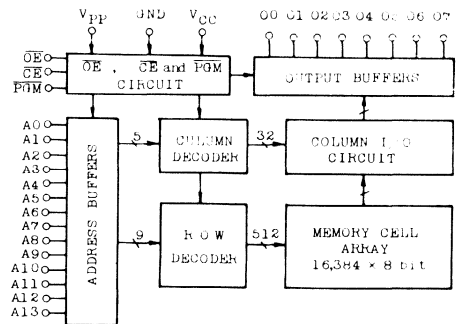 VPP GND VCC O0 O1 O2 O3 O4 O5 O6 O7
OE
CE
PGM
OE , CE and PGM
CIRCUIT
OUTPUT BUFFERS
A0
A1
A2
A3
A4
A5
A6
A7
A8
A9
A10
A11
A12
A13
ADDRESS BUFFERS
5
COLUMN
DECODER
32
COLUMN I/O
CIRCUIT
9
ROW
DECODER
512
MEMORY CELL
ARRAY
16,384 × 8 bit